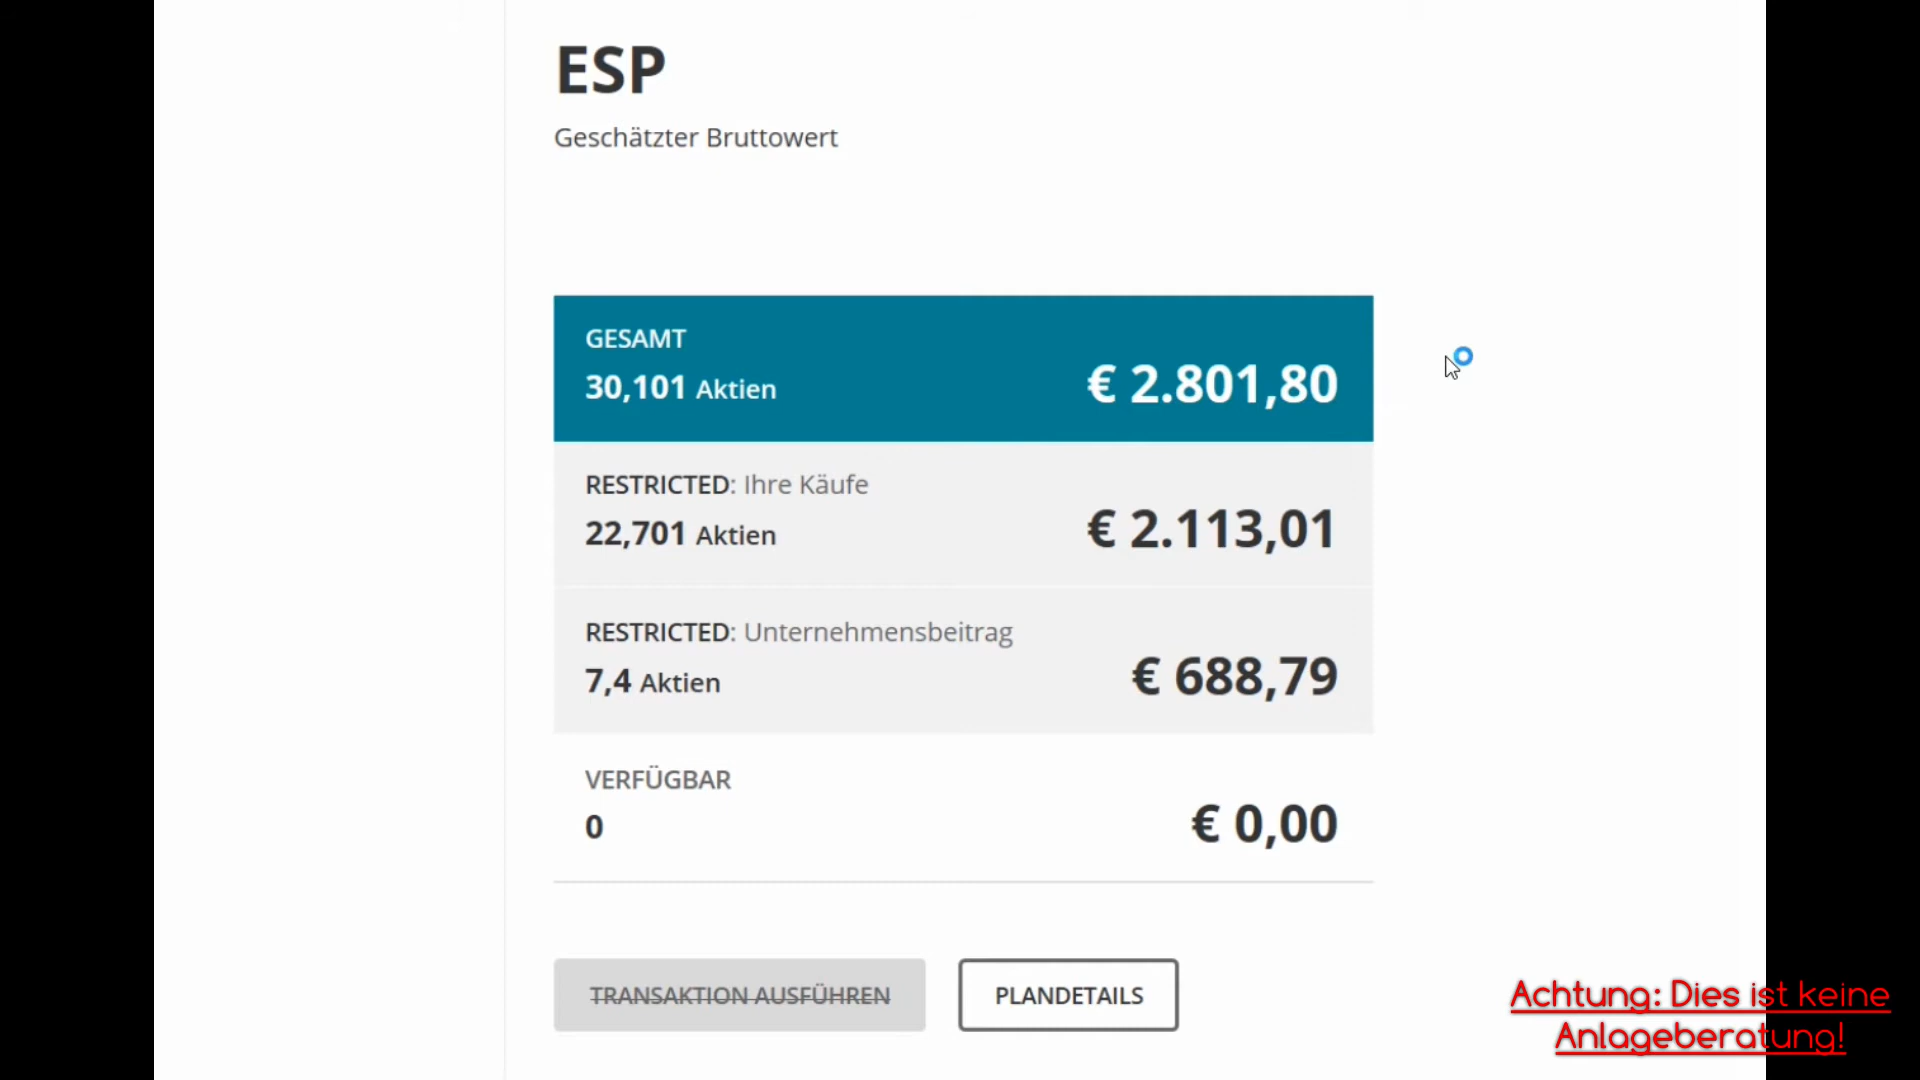 ESP
Geschätzter Bruttowert
GESAMT
30,101 Aktien
€ 2.801,80
RESTRICTED: Ihre Käufe
22,701 Aktien
€ 2.113,01
RESTRICTED: Unternehmensbeitrag
7,4 Aktien
€ 688,79
VERFÜGBAR
0
€ 0,00
TRANSAKTION AUSFÜHREN
PLANDETAILS
Achtung: Dies ist keine
Anlageberatung!